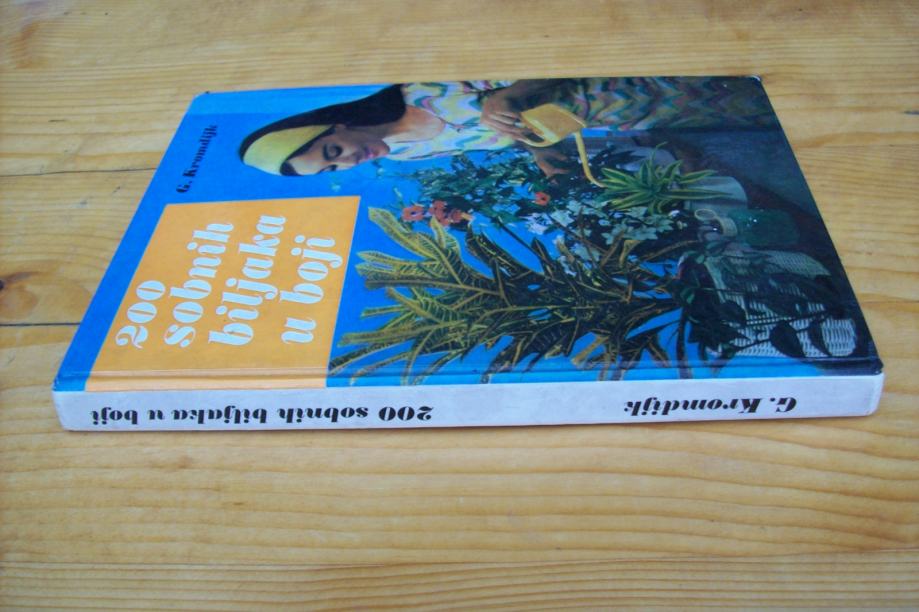 G. Kromdijk
200
sobnih
biljaka
u boji
200 sobnih biljaka u boji
G. Kromdijk